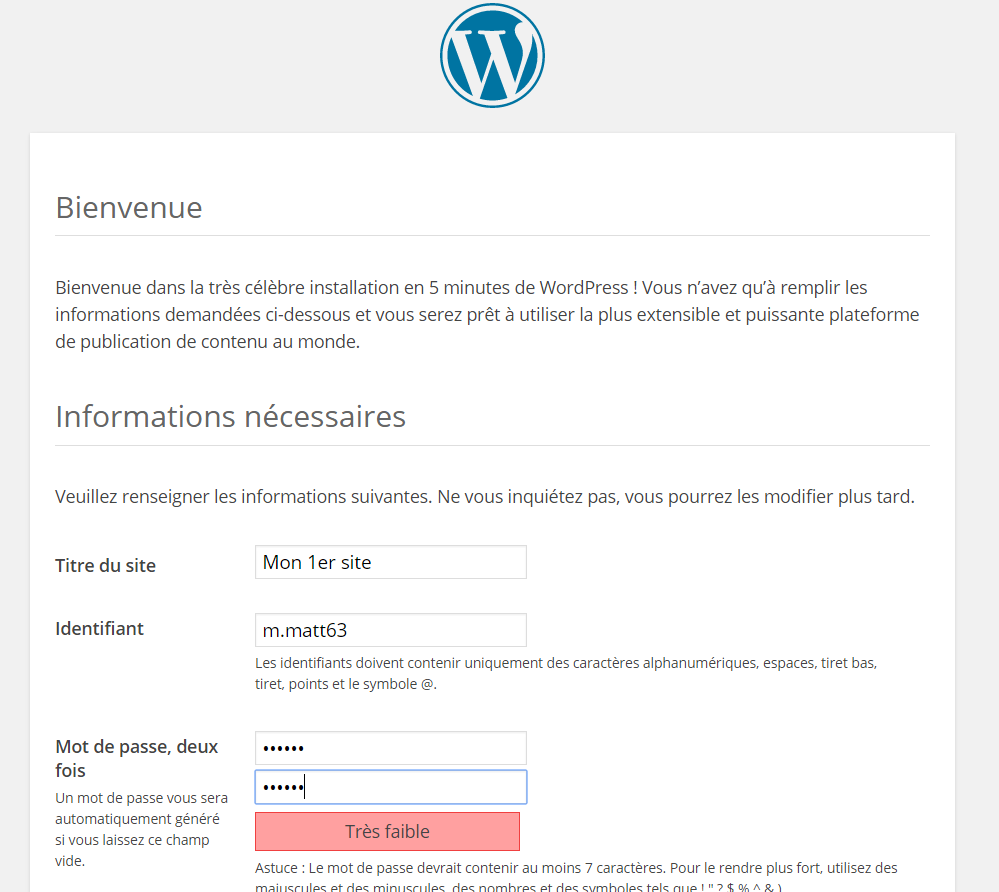 Bienvenue
Bienvenue dans la très célèbre installation en 5 minutes de WordPress ! Vous n’avez qu’à remplir les
informations demandées ci-dessous et vous serez prêt à utiliser la plus extensible et puissante plateforme
de publication de contenu au monde.
Informations nécessaires
Veuillez renseigner les informations suivantes. Ne vous inquiétez pas, vous pourrez les modifier plus tard.
Titre du site
Mon 1er site
Identifiant
m.matt63
Les identifiants doivent contenir uniquement des caractères alphanumériques, espaces, tiret bas,
tiret, points et le symbole @.
Mot de passe, deux
fois
Un mot de passe vous sera
automatiquement généré
si vous laissez ce champ
vide.
••••••
••••••
Très faible
Astuce : Le mot de passe devrait contenir au moins 7 caractères. Pour le rendre plus fort, utilisez des
majuscules et des minuscules, des nombres et des symboles tels que ! " ? $ % ^ & )